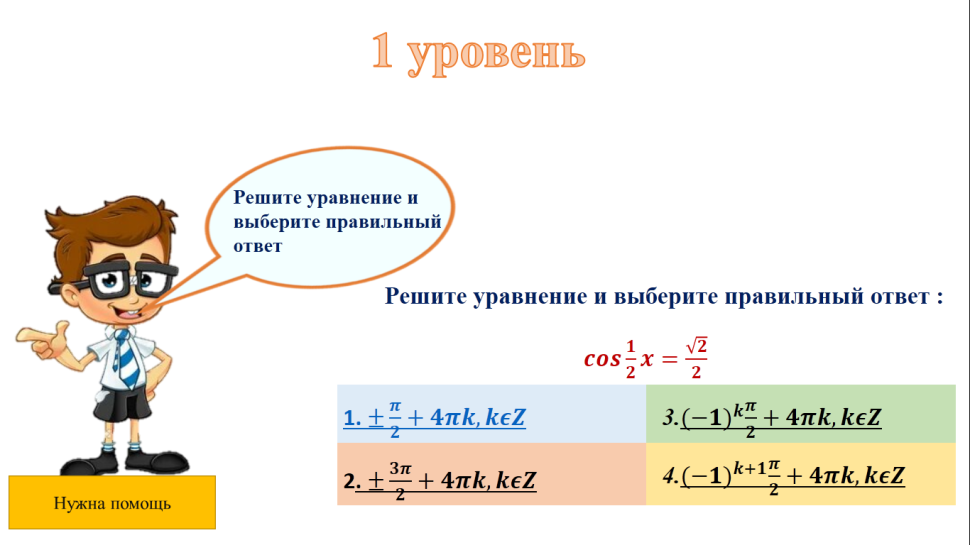 1 уровень
Решите уравнение и
выберите правильный
ответ
Решите уравнение и выберите правильный ответ :
cos 1/2 x = √2/2
1. ± π/2 + 4πk, kϵZ
2. ± 3π/2 + 4πk, kϵZ
3.(−1)^k π/2 + 4πk, kϵZ
4.(−1)^(k+1) π/2 + 4πk, kϵZ
Нужна помощь